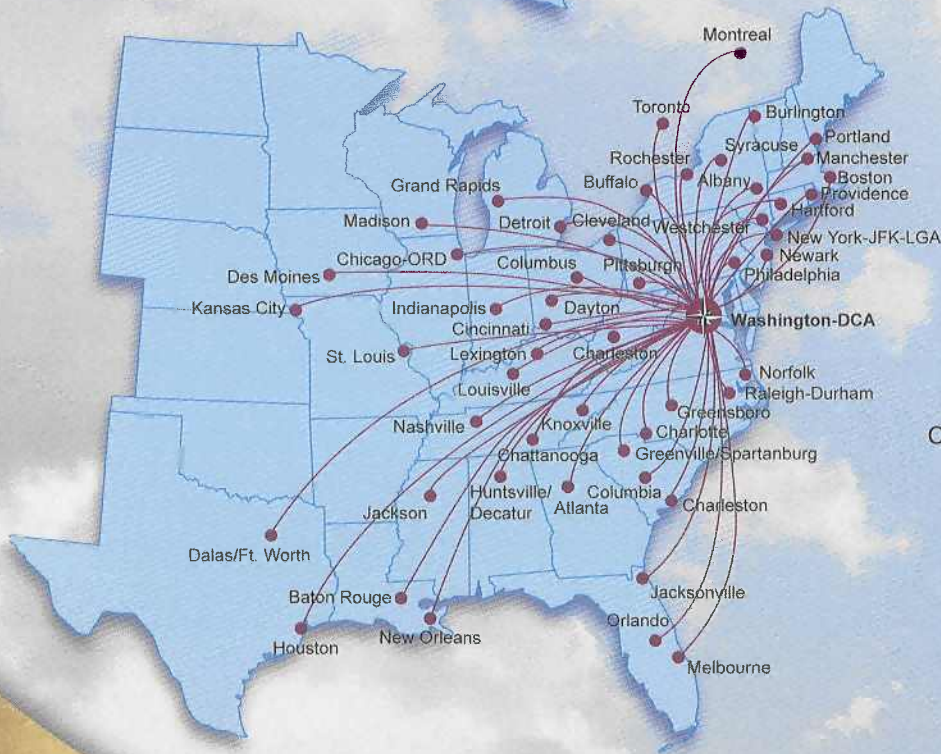 Montreal
Toronto
Burlington
Portland
Syracuse
Rochester
Manchester
Buffalo
Albany
Boston
Grand Rapids
Providence
Hartford
Madison
Detroit
Cleveland
Westchester
New York-JFK-LGA
Chicago-ORD
Newark
Columbus
Pittsburgh
Philadelphia
Des Moines
Kansas City
Indianapolis
Dayton
Washington-DCA
Cincinnati
St. Louis
Lexington
Charleston
Norfolk
Louisville
Raleigh-Durham
Greensboro
Nashville
Knoxville
Charlotte
Chattanooga
Greenville/Spartanburg
Huntsville/
Decatur
Columbia
Atlanta
Charleston
Jackson
Dalas/Ft. Worth
Jacksonville
Baton Rouge
Orlando
New Orleans
Houston
Melbourne